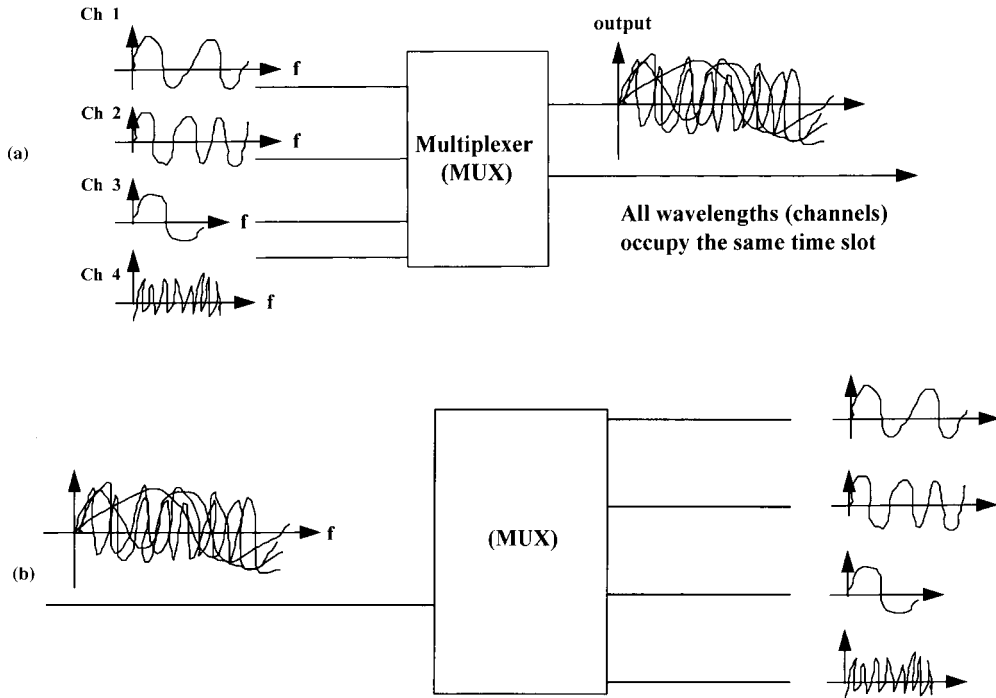 Ch 1
f
Ch 2
f
(a)
Ch 3
f
Ch 4
f
Multiplexer
(MUX)
output
All wavelengths (channels)
occupy the same time slot
f
(b)
(MUX)